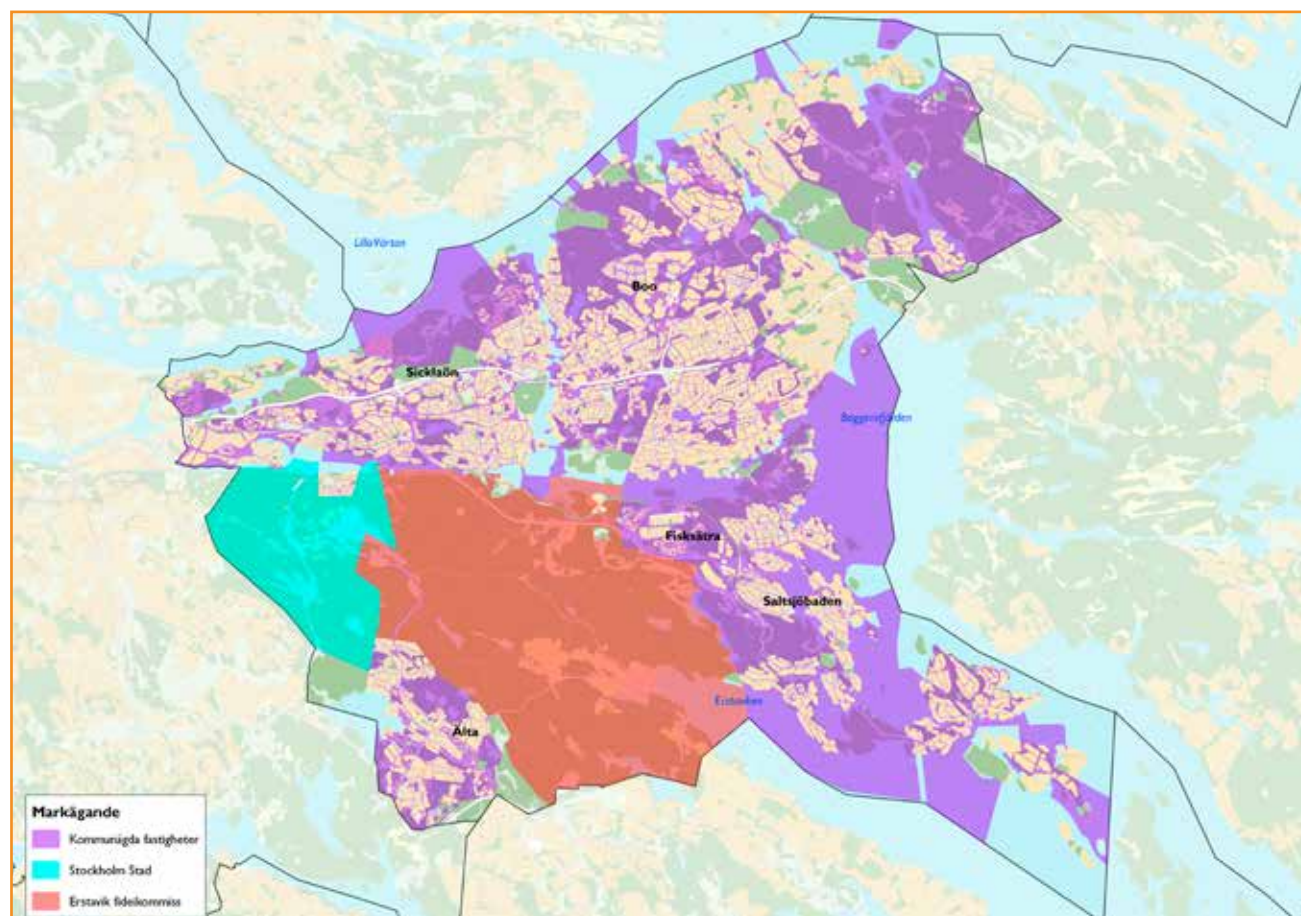 Lilla Värtan
Boo
Sicklaön
Baggensfjärden
Fisksätra
Saltsjöbaden
Erstaviken
Älta
Markägande
Kommunägda fastigheter
Stockholm Stad
Erstavik fideikommiss